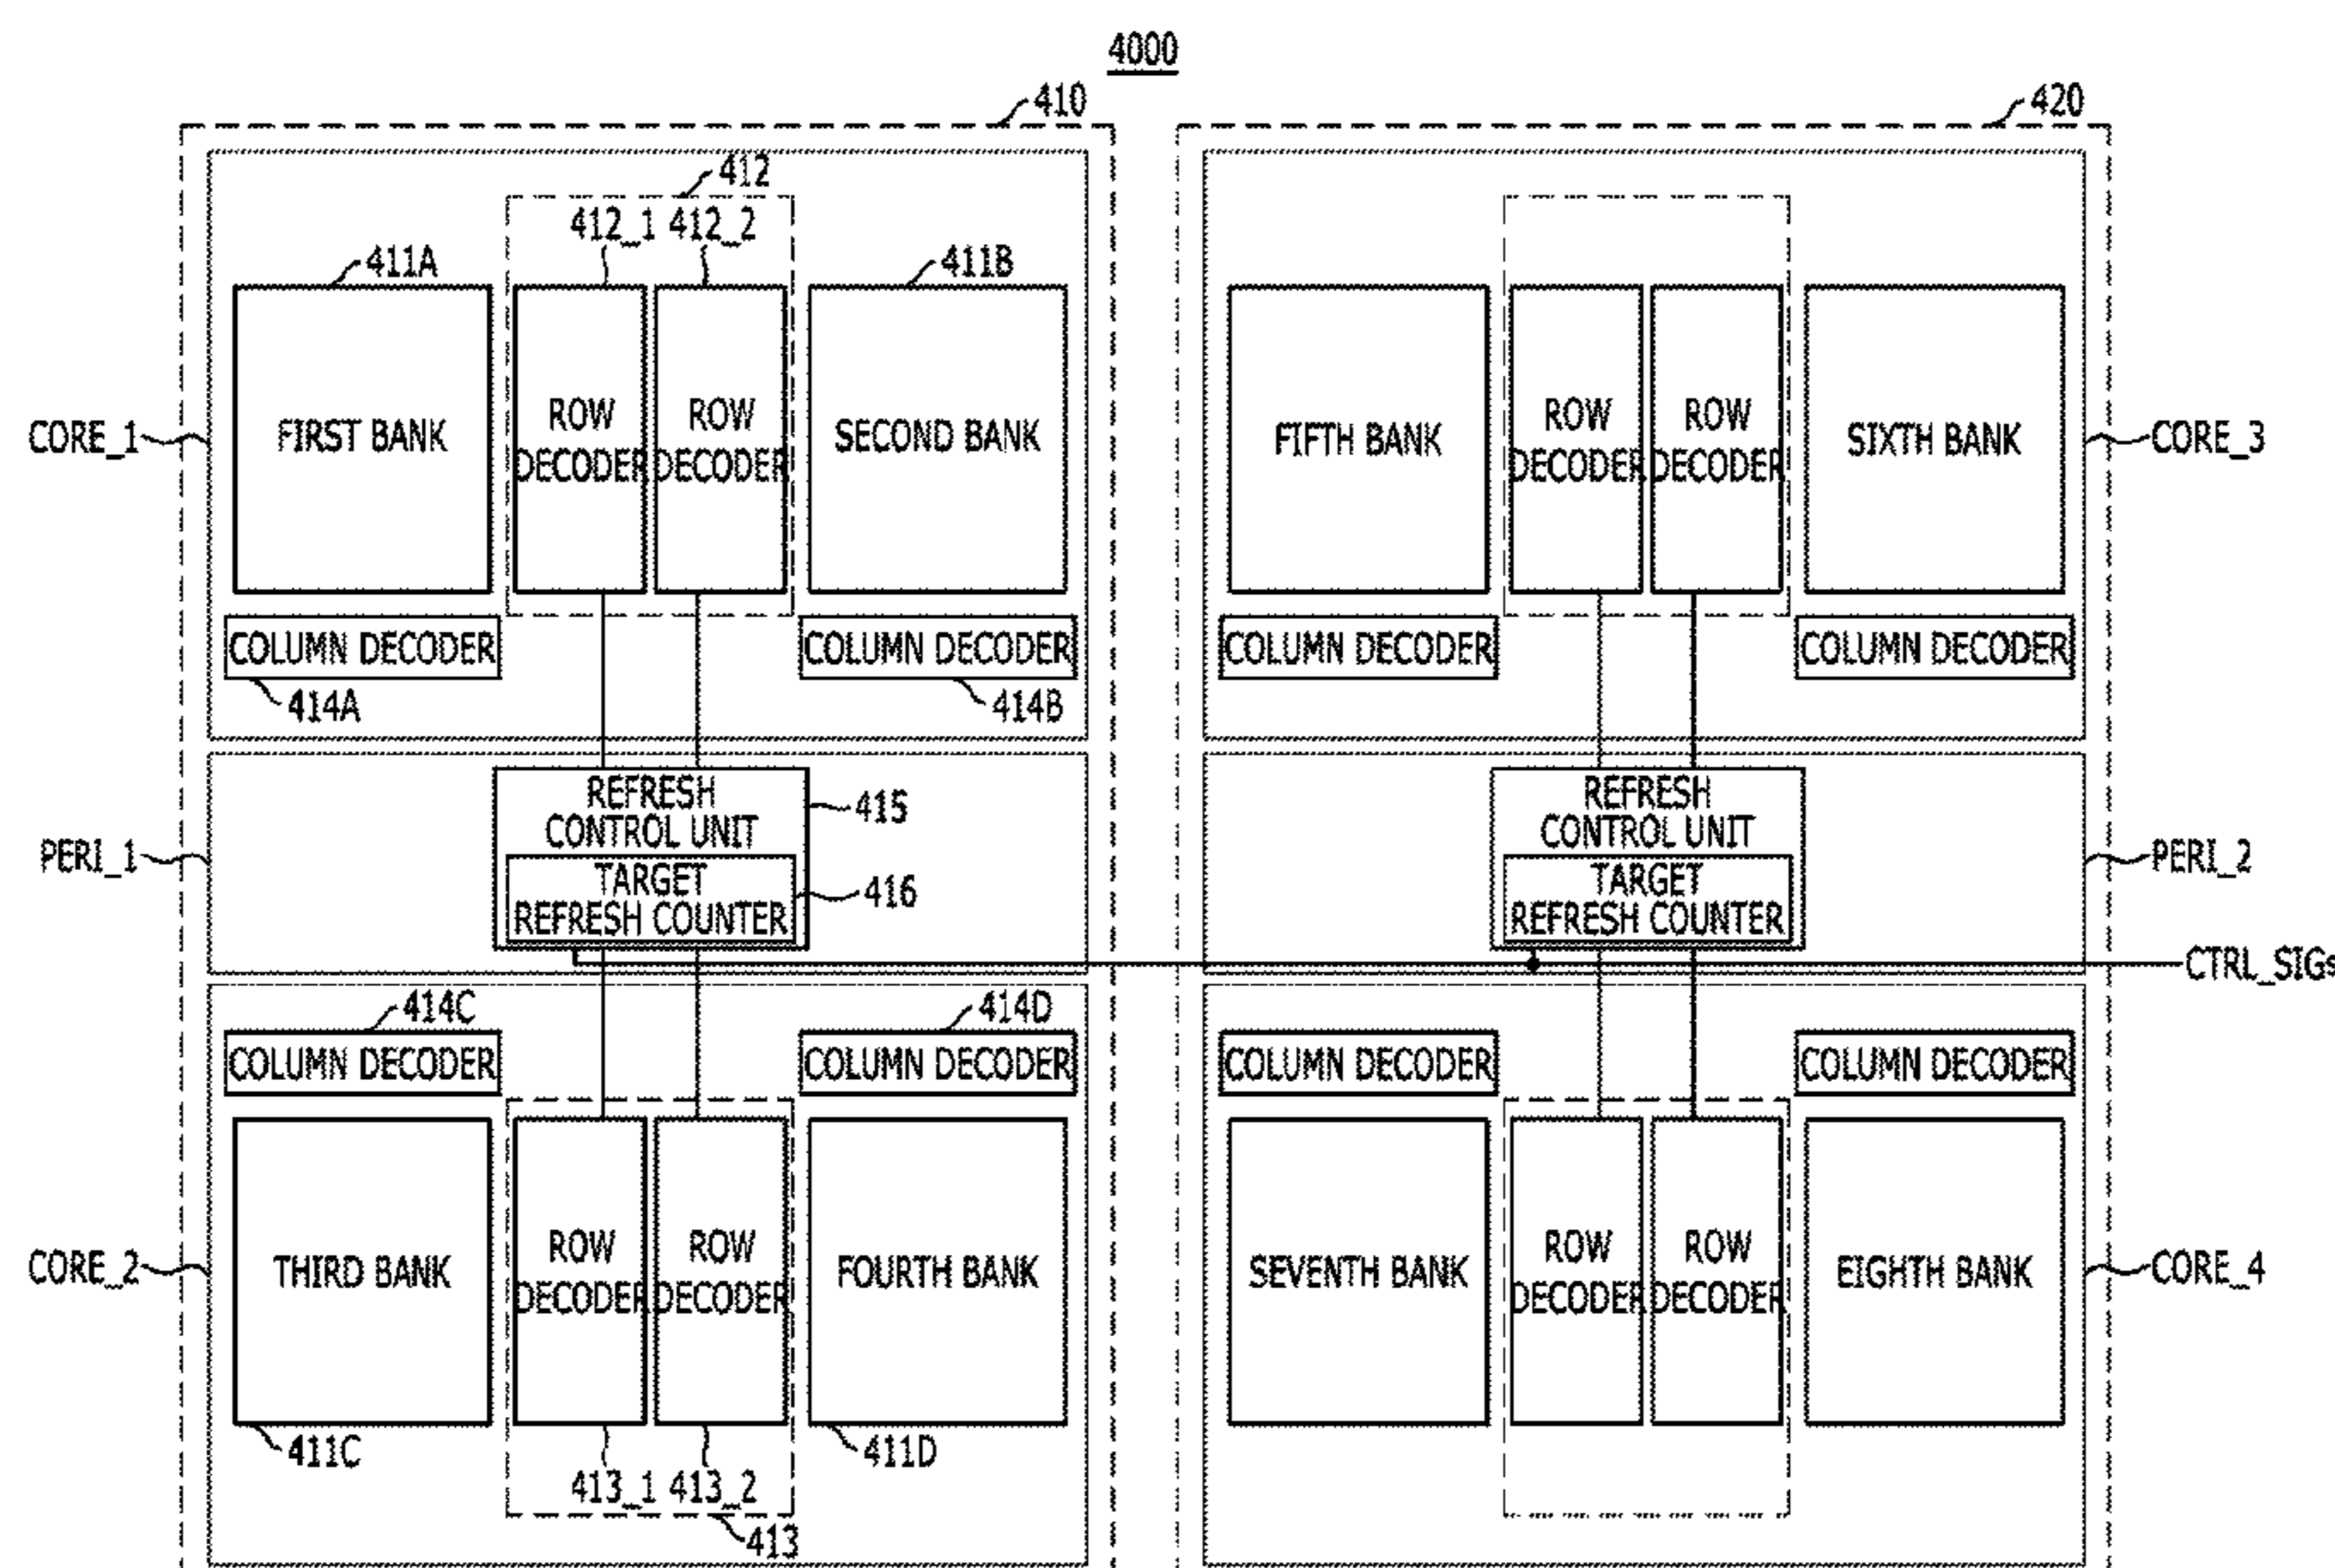 4000
410
420
412
412_1 412_2
411A
411B
CORE_1
FIRST BANK
ROW
DECODER
ROW
DECODER
SECOND BANK
FIFTH BANK
ROW
DECODER
ROW
DECODER
SIXTH BANK
CORE_3
COLUMN DECODER
COLUMN DECODER
COLUMN DECODER
COLUMN DECODER
414A
414B
PERI_1
REFRESH
CONTROL UNIT
415
TARGET
REFRESH COUNTER
416
REFRESH
CONTROL UNIT
TARGET
REFRESH COUNTER
PERI_2
CTRL_SIGs
414C
414D
COLUMN DECODER
COLUMN DECODER
COLUMN DECODER
COLUMN DECODER
CORE_2
THIRD BANK
ROW
DECODER
ROW
DECODER
FOURTH BANK
SEVENTH BANK
ROW
DECODER
ROW
DECODER
EIGHTH BANK
CORE_4
411C
413_1 413_2
411D
413